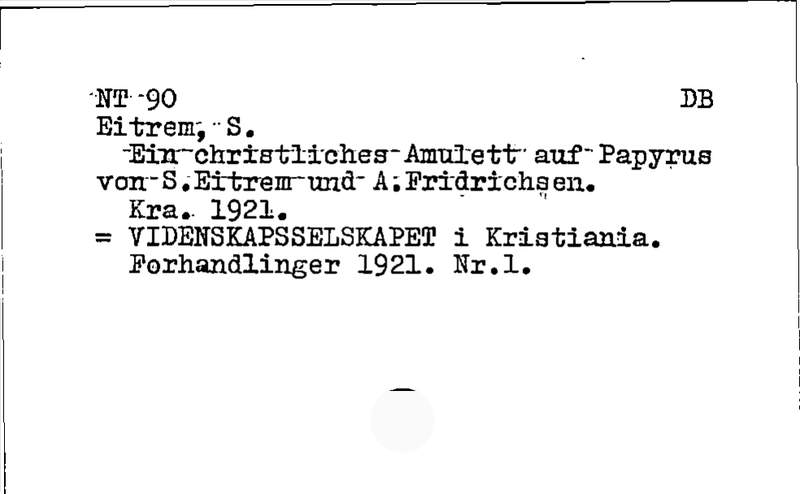 NT 90 DB
Eitrem, S.
Ein christliches Amulett auf Papyrus
von S.Eitrem und A.Fridrichsen.
Kra. 1921.
= VIDENSKAPSSELSKAPET i Kristiania.
Forhandlinger 1921. Nr.1.